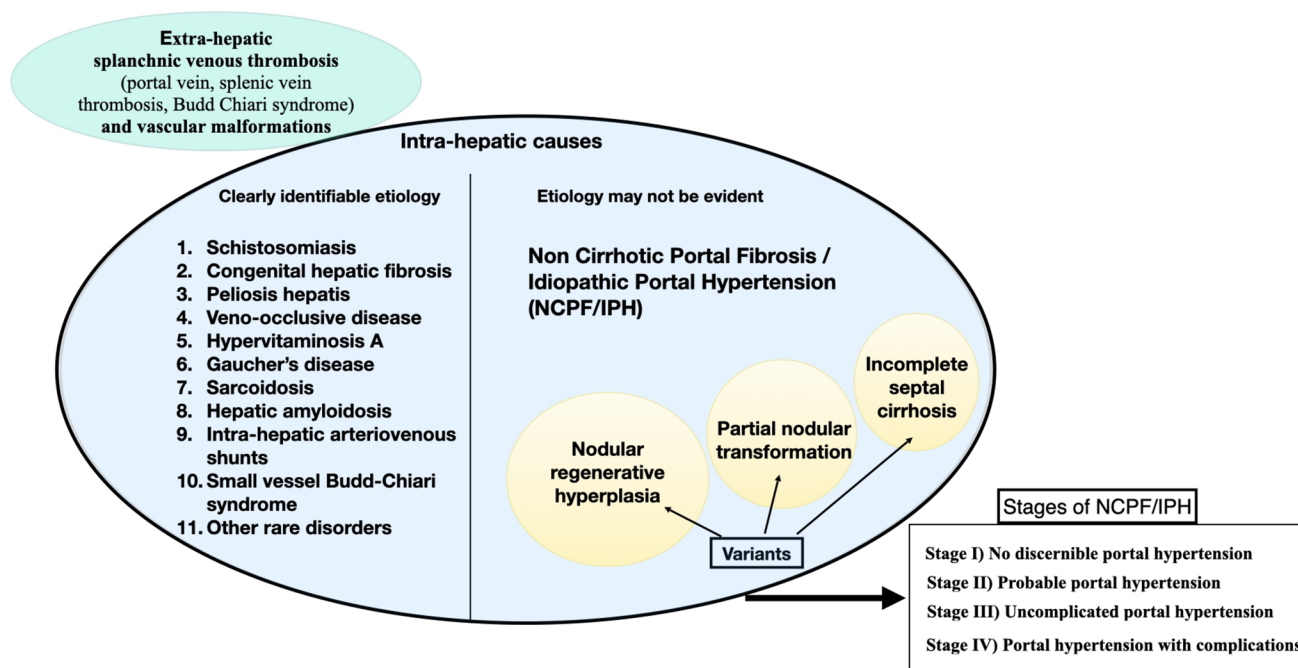 Extra-hepatic
splanchnic venous thrombosis
(portal vein, splenic vein
thrombosis, Budd Chiari syndrome)
and vascular malformations
Intra-hepatic causes
Clearly identifiable etiology
1. Schistosomiasis
2. Congenital hepatic fibrosis
3. Peliosis hepatis
4. Veno-occlusive disease
5. Hypervitaminosis A
6. Gaucher's disease
7. Sarcoidosis
8. Hepatic amyloidosis
9. Intra-hepatic arteriovenous
shunts
10. Small vessel Budd-Chiari
syndrome
11. Other rare disorders
Etiology may not be evident
Non Cirrhotic Portal Fibrosis /
Idiopathic Portal Hypertension
(NCPF/IPH)
Nodular
regenerative
hyperplasia
Partial nodular
transformation
Incomplete
septal
cirrhosis
Variants
Stages of NCPF/IPH
Stage I) No discernible portal hypertension
Stage II) Probable portal hypertension
Stage III) Uncomplicated portal hypertension
Stage IV) Portal hypertension with complications